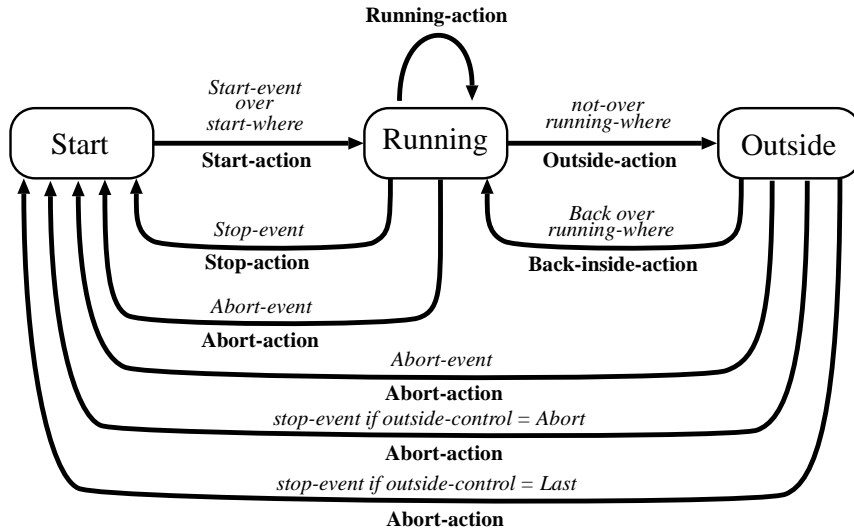 Running-action
Start-event
over
start-where
not-over
running-where
Start
Running
Outside
Start-action
Outside-action
Stop-event
Back over
running-where
Stop-action
Back-inside-action
Abort-event
Abort-action
Abort-event
Abort-action
stop-event if outside-control = Abort
Abort-action
stop-event if outside-control = Last
Abort-action